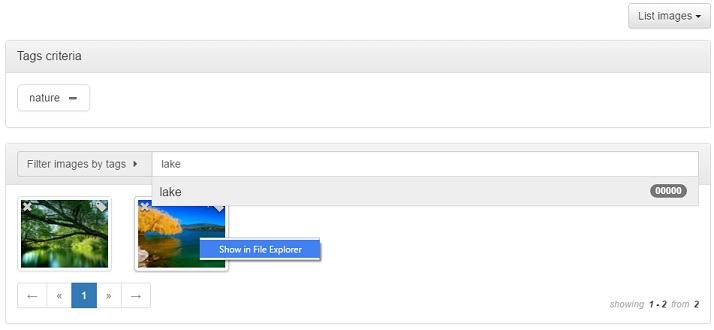 List images
Tags criteria
nature
Filter images by tags
lake
lake 00000
Show in File Explorer
← « 1 » →
showing 1 - 2 from 2